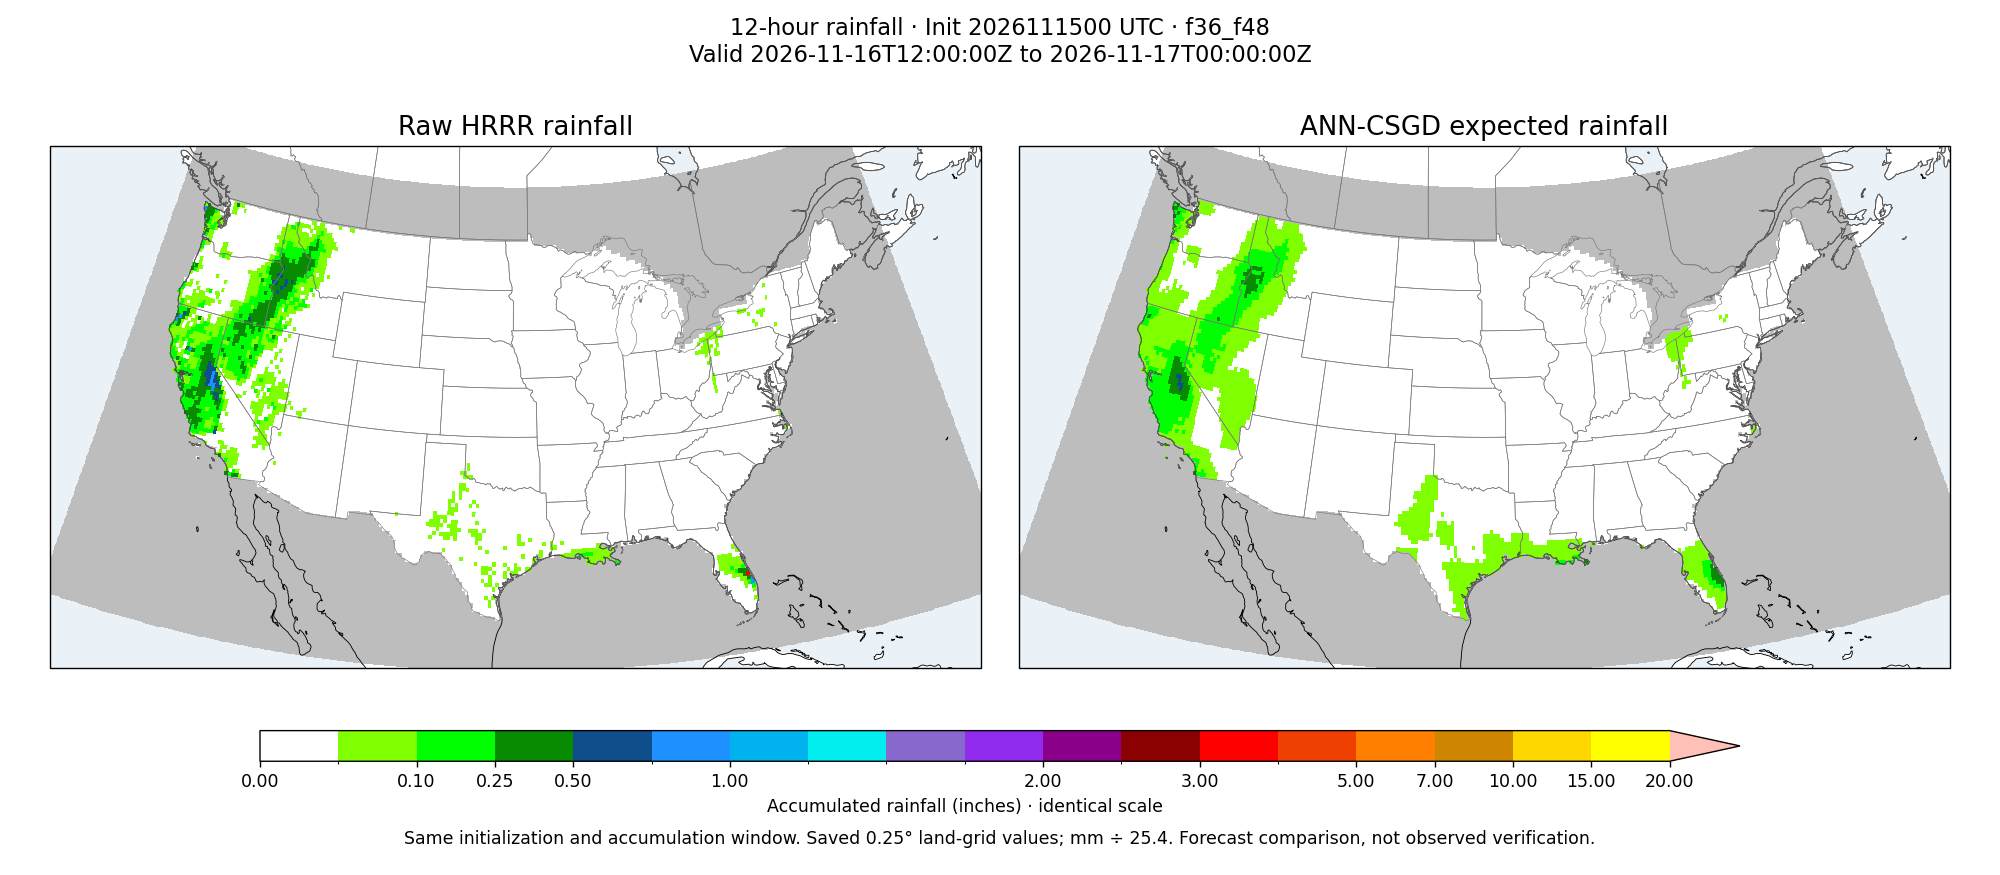 12-hour rainfall · Init 2026111500 UTC · f36_f48
Valid 2026-11-16T12:00:00Z to 2026-11-17T00:00:00Z
Raw HRRR rainfall
ANN-CSGD expected rainfall
0.00 0.10 0.25 0.50 1.00 2.00 3.00 5.00 7.00 10.00 15.00 20.00
Accumulated rainfall (inches) · identical scale
Same initialization and accumulation window. Saved 0.25° land-grid values; mm ÷ 25.4. Forecast comparison, not observed verification.